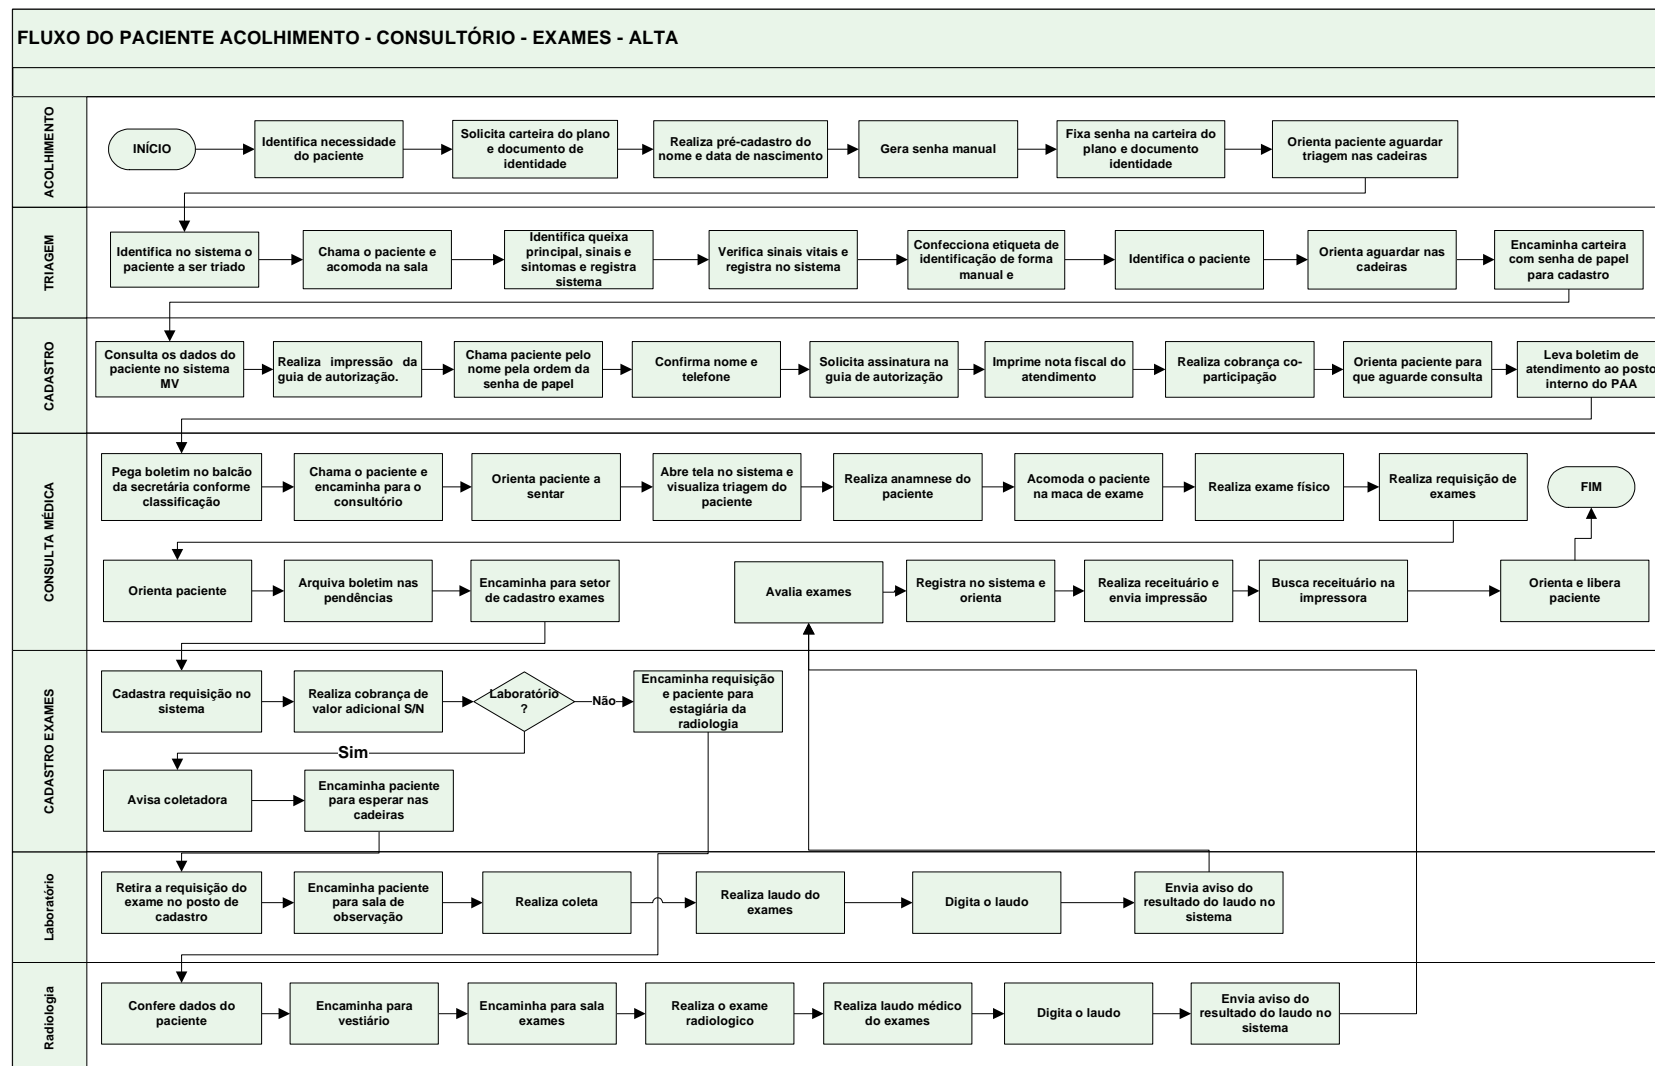 FLUXO DO PACIENTE ACOLHIMENTO - CONSULTÓRIO - EXAMES - ALTA
ACOLHIMENTO
INÍCIO
Identifica necessidade
do paciente
Solicita carteira do plano
e documento de
identidade
Realiza pré-cadastro do
nome e data de nascimento
Gera senha manual
Fixa senha na carteira do
plano e documento
identidade
Orienta paciente aguardar
triagem nas cadeiras
TRIAGEM
Identifica no sistema o
paciente a ser triado
Chama o paciente e
acomoda na sala
Identifica queixa
principal, sinais e
sintomas e registra
sistema
Verifica sinais vitais e
registra no sistema
Confecciona etiqueta de
identificação de forma
manual e
Identifica o paciente
Orienta aguardar nas
cadeiras
Encaminha carteira
com senha de papel
para cadastro
CADASTRO
Consulta os dados do
paciente no sistema
MV
Realiza impressão da
guia de autorização.
Chama paciente pelo
nome pela ordem da
senha de papel
Confirma nome e
telefone
Solicita assinatura na
guia de autorização
Imprime nota fiscal do
atendimento
Realiza cobrança co-
participação
Orienta paciente para
que aguarde consulta
Leva boletim de
atendimento ao posto
interno do PAA
CONSULTA MÉDICA
Pega boletim no balcão
da secretária conforme
classificação
Chama o paciente e
encaminha para o
consultório
Orienta paciente a
sentar
Abre tela no sistema e
visualiza triagem do
paciente
Realiza anamnese do
paciente
Acomoda o paciente
na maca de exame
Realiza exame físico
Realiza requisição de
exames
FIM
Orienta paciente
Arquiva boletim nas
pendências
Encaminha para setor
de cadastro exames
Avalia exames
Registra no sistema e
orienta
Realiza receituário e
envia impressão
Busca receituário na
impressora
Orienta e libera
paciente
CADASTRO EXAMES
Cadastra requisição no
sistema
Realiza cobrança de
valor adicional S/N
Laboratório
?
Não
Encaminha requisição
e paciente para
estagiária da
radiologia
Sim
Avisa coletadora
Encaminha paciente
para esperar nas
cadeiras
Laboratório
Retira a requisição do
exame no posto de
cadastro
Encaminha paciente
para sala de
observação
Realiza coleta
Realiza laudo do
exames
Digita o laudo
Envia aviso do
resultado do laudo no
sistema
Radiologia
Confere dados do
paciente
Encaminha para
vestiário
Encaminha para sala
exames
Realiza o exame
radiologico
Realiza laudo médico
do exames
Digita o laudo
Envia aviso do
resultado do laudo no
sistema